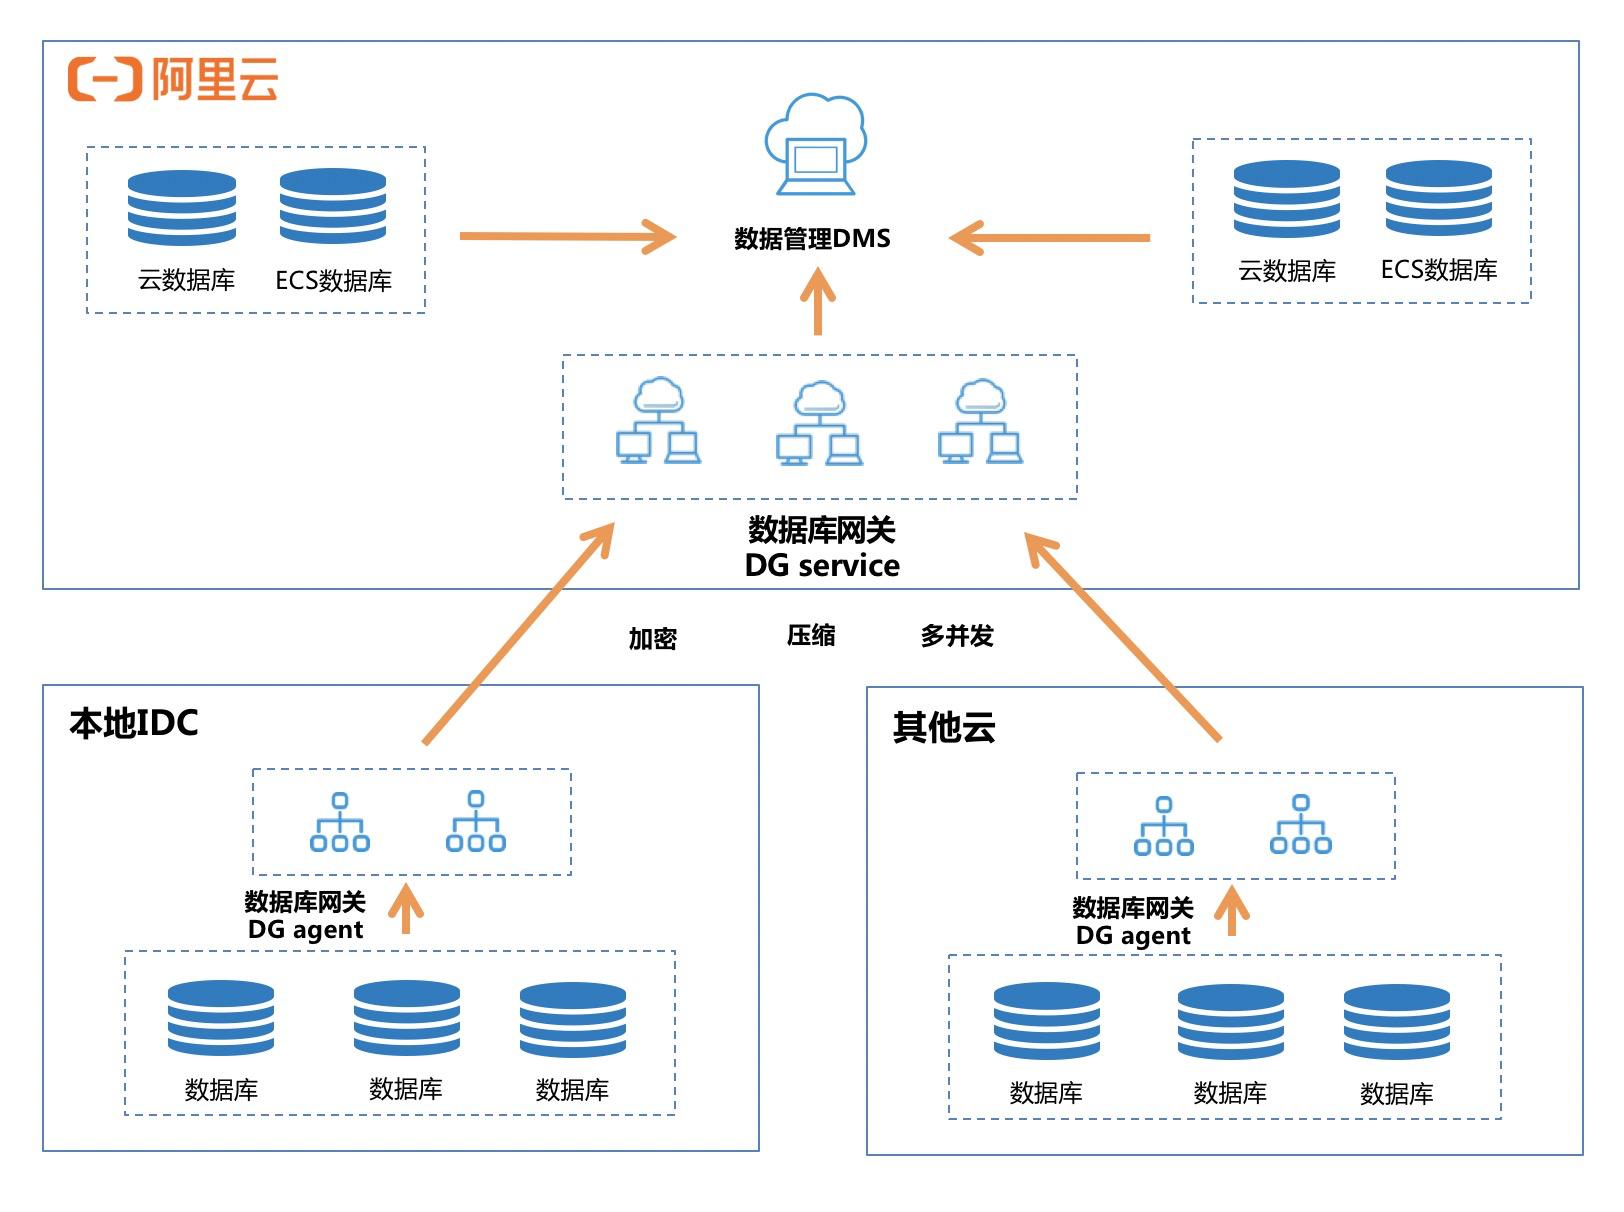 阿里云
数据管理DMS
云数据库
ECS数据库
云数据库
ECS数据库
数据库网关
DG service
加密
压缩
多并发
本地IDC
数据库网关
DG agent
数据库
数据库
数据库
其他云
数据库网关
DG agent
数据库
数据库
数据库